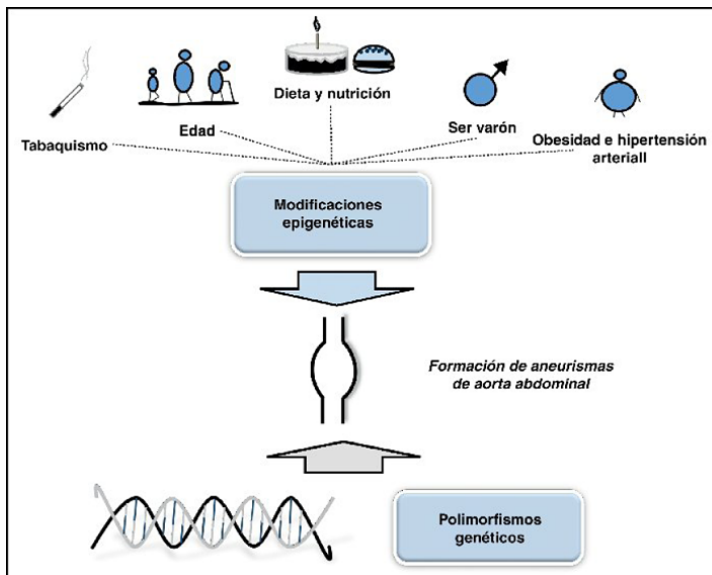 Dieta y nutrición
Edad
Ser varón
Tabaquismo
Obesidad e hipertensión
arteriall
Modificaciones
epigenéticas
Formación de aneurismas
de aorta abdominal
Polimorfismos
genéticos